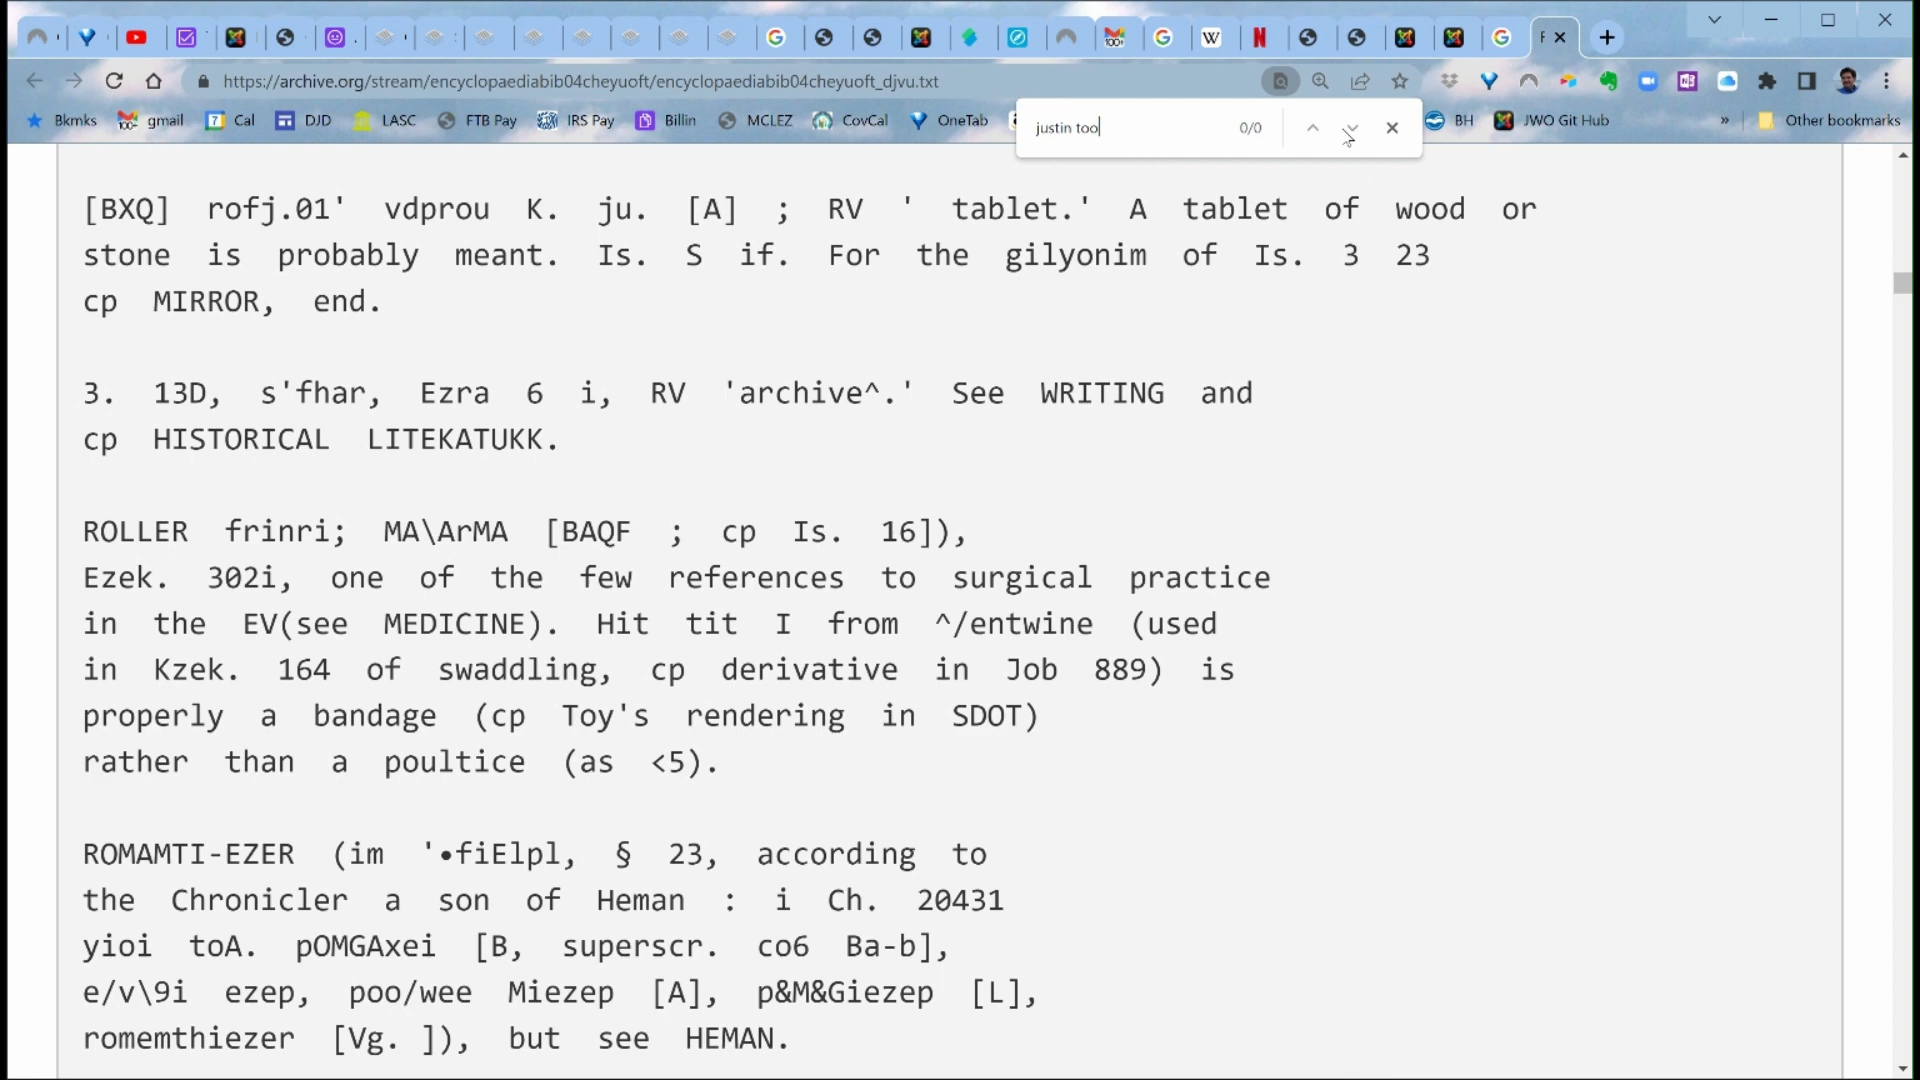 F
https://archive.org/stream/encyclopaediabib04cheyuoft/encyclopaediabib04cheyuoft_djvu.txt
Bkmks gmail Cal DJD LASC FTB Pay IRS Pay Billin MCLEZ CovCal OneTab BH JWO Git Hub » Other bookmarks
justin too 0/0
[BXQ] rofj.01' vdprou K. ju. [A] ; RV ' tablet.' A tablet of wood or
stone is probably meant. Is. S if. For the gilyonim of Is. 3 23
cp MIRROR, end.
3. 13D, s'fhar, Ezra 6 i, RV 'archive^.' See WRITING and
cp HISTORICAL LITEKATUKK.
ROLLER frinri; MA\ArMA [BAQF ; cp Is. 16]),
Ezek. 302i, one of the few references to surgical practice
in the EV(see MEDICINE). Hit tit I from ^/entwine (used
in Kzek. 164 of swaddling, cp derivative in Job 889) is
properly a bandage (cp Toy's rendering in SDOT)
rather than a poultice (as <5).
ROMAMTI-EZER (im '•fiElpl, § 23, according to
the Chronicler a son of Heman : i Ch. 20431
yioi toA. pOMGAxei [B, superscr. co6 Ba-b],
e/v\9i ezep, poo/wee Miezep [A], p&M&Giezep [L],
romemthiezer [Vg. ]), but see HEMAN.